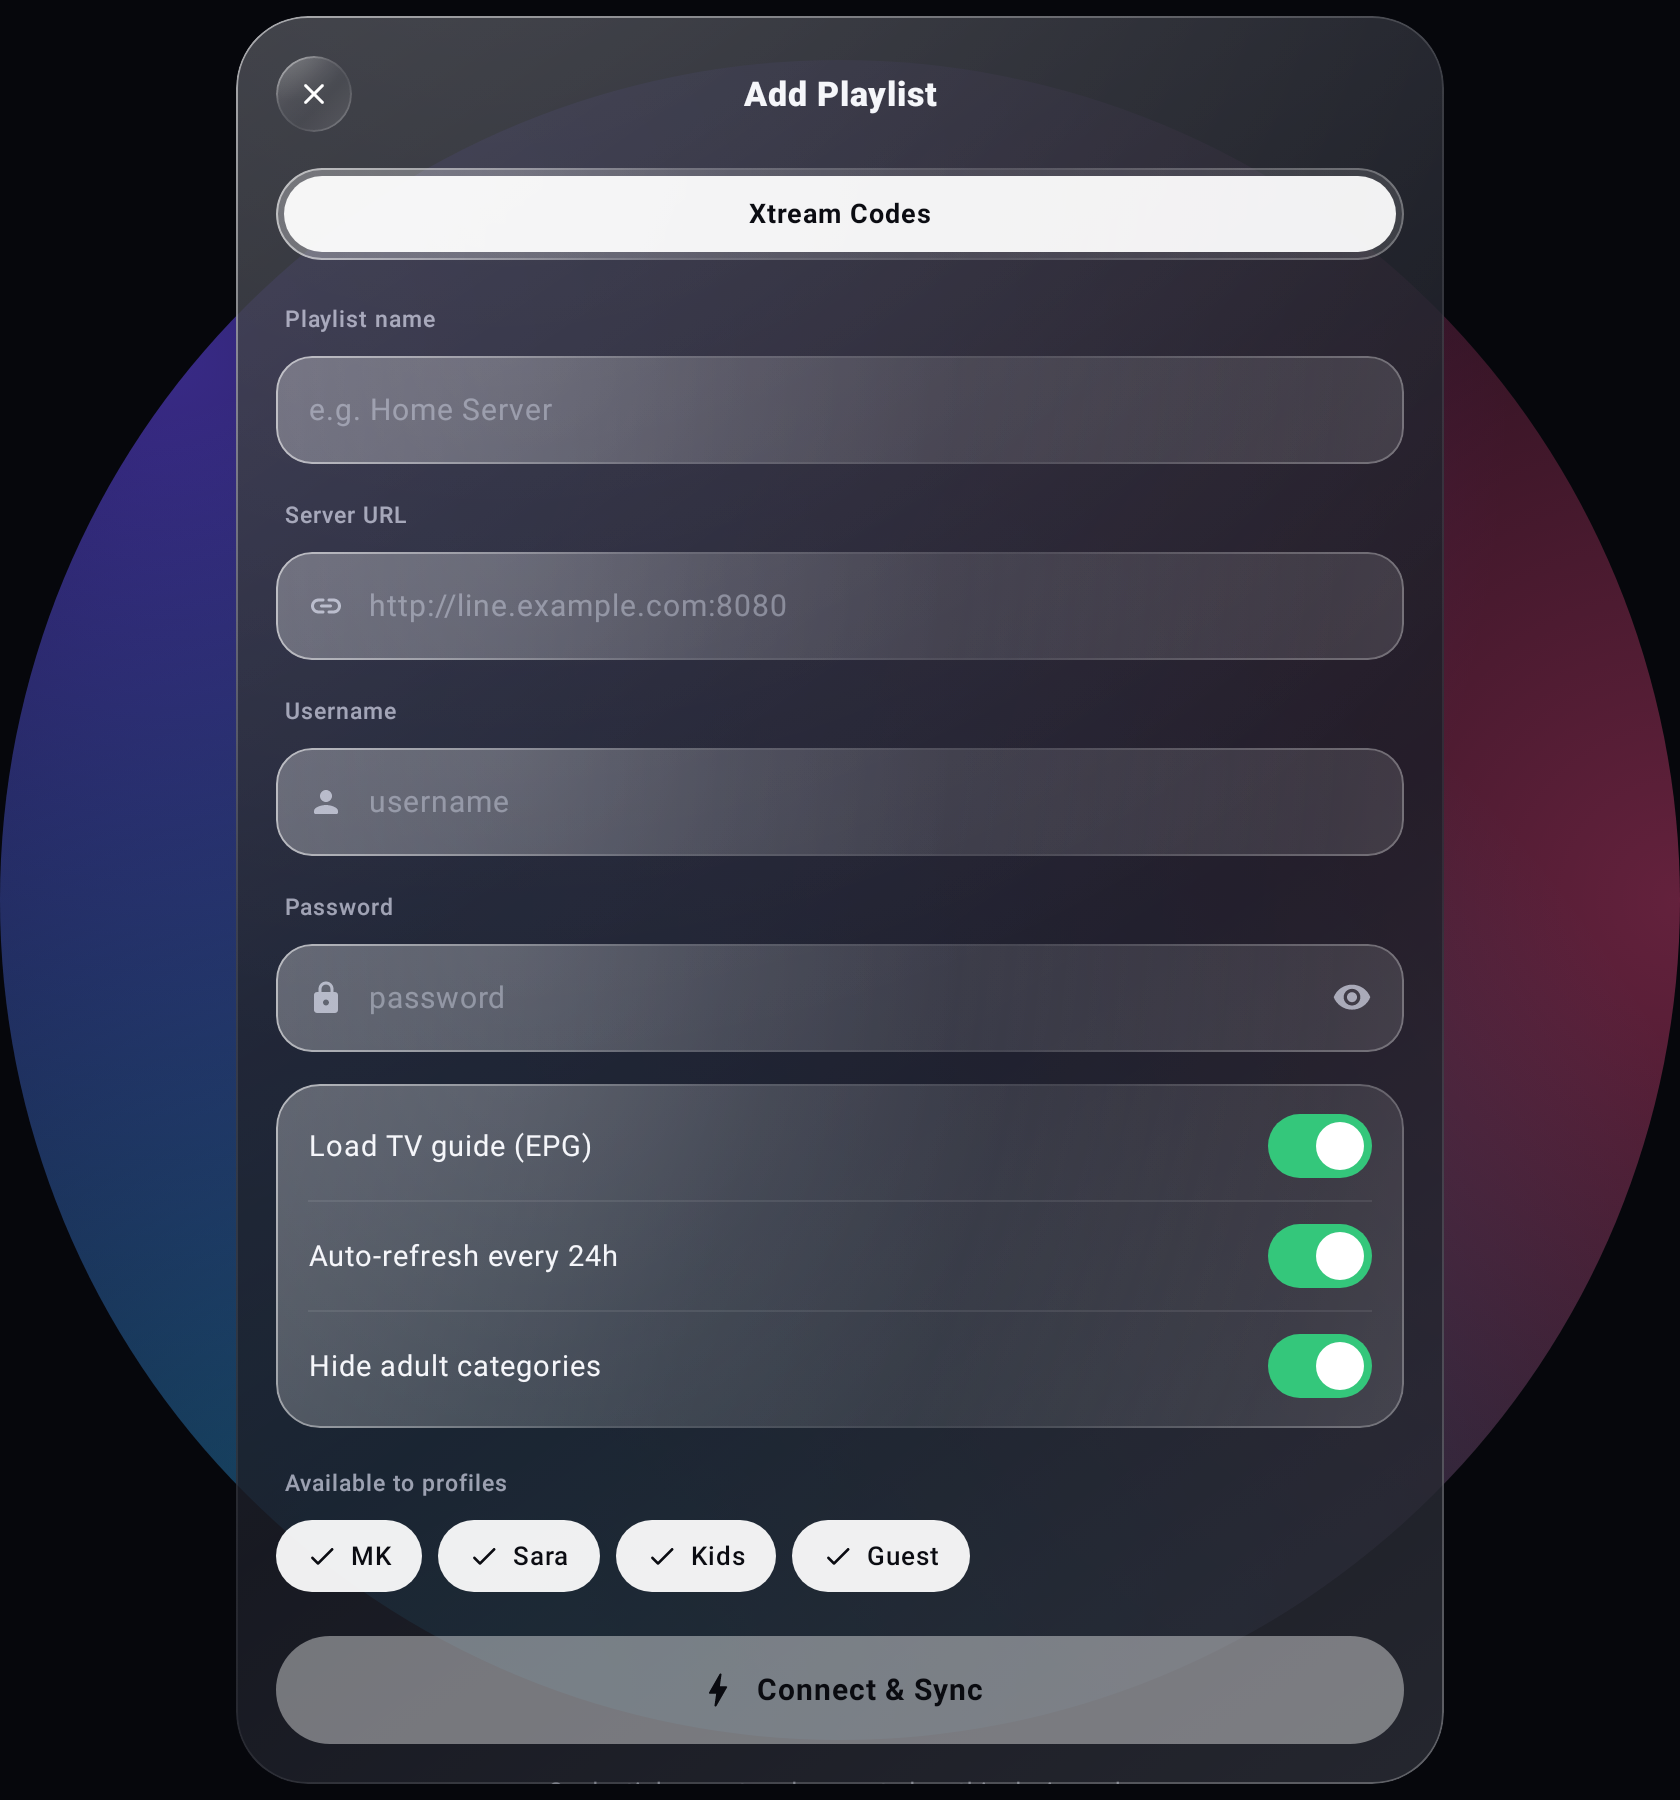 Add Playlist
Xtream Codes
Playlist name
e.g. Home Server
Server URL
http://line.example.com:8080
Username
username
Password
password
Load TV guide (EPG)
Auto-refresh every 24h
Hide adult categories
Available to profiles
MK
Sara
Kids
Guest
Connect & Sync